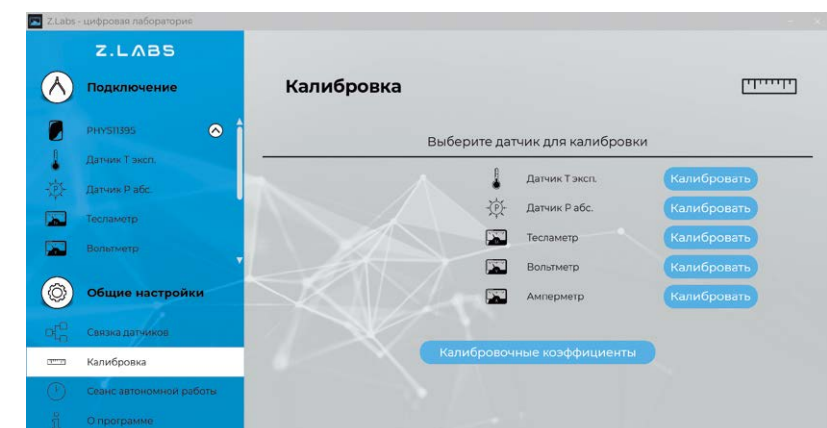 Z.Labs - цифровая лаборатория
Z.LABS
Подключение
PHYS11395
Датчик Т эксп.
Датчик Р абс.
Тесламетр
Вольтметр
Общие настройки
Связка датчиков
Калибровка
Сеанс автономной работы
О программе
Калибровка
Выберите датчик для калибровки
Датчик Т эксп. Калибровать
Датчик Р абс. Калибровать
Тесламетр Калибровать
Вольтметр Калибровать
Амперметр Калибровать
Калибровочные коэффициенты